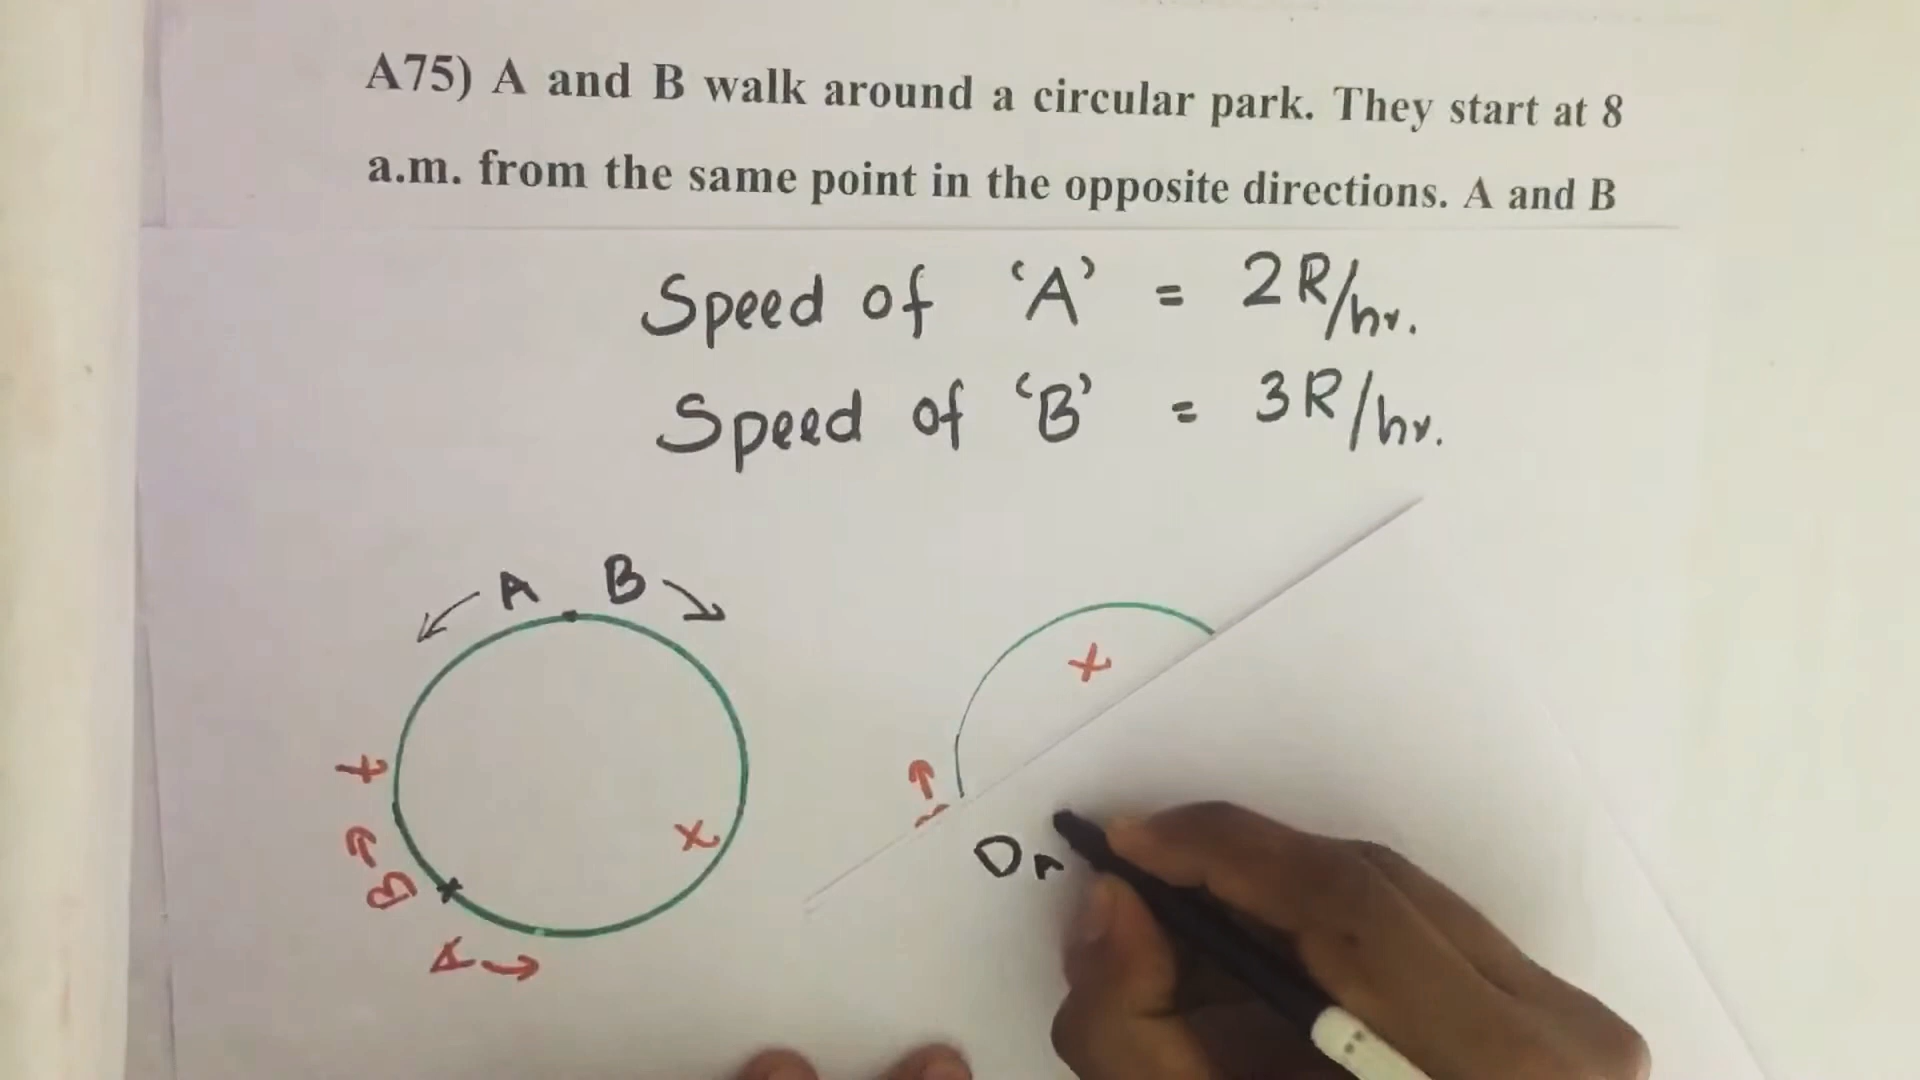 A75) A and B walk around a circular park. They start at 8
a.m. from the same point in the opposite directions. A and B
Speed of ‘A’ = 2R/hr.
Speed of ‘B’ = 3R/hr.
A B
x
x
x
B
A
On